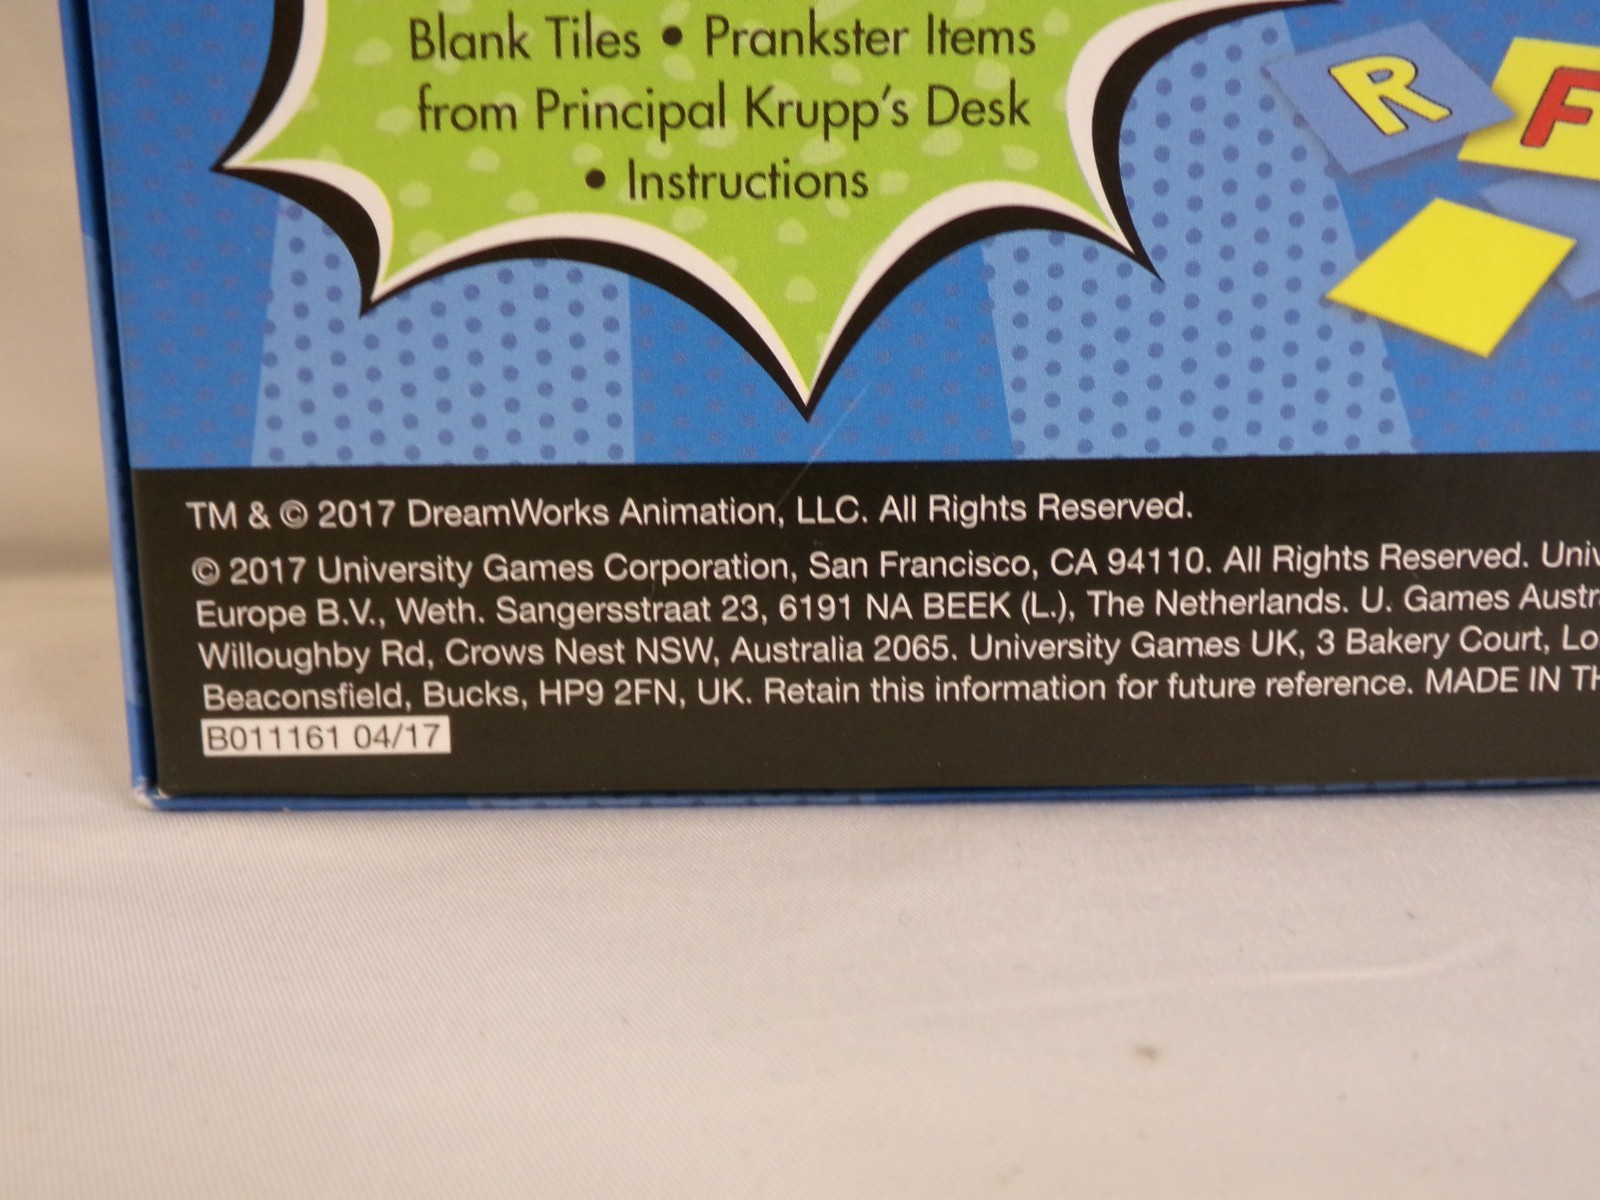 Blank Tiles • Prankster Items
from Principal Krupp's Desk
• Instructions
R F
TM & © 2017 DreamWorks Animation, LLC. All Rights Reserved.
© 2017 University Games Corporation, San Francisco, CA 94110. All Rights Reserved.
Europe B.V., Weth. Sangersstraat 23, 6191 NA BEEK (L.), The Netherlands. U. Games
Willoughby Rd, Crows Nest NSW, Australia 2065. University Games UK, 3 Bakery Court,
Beaconsfield, Bucks, HP9 2FN, UK. Retain this information for future reference. MADE IN
B011161 04/17